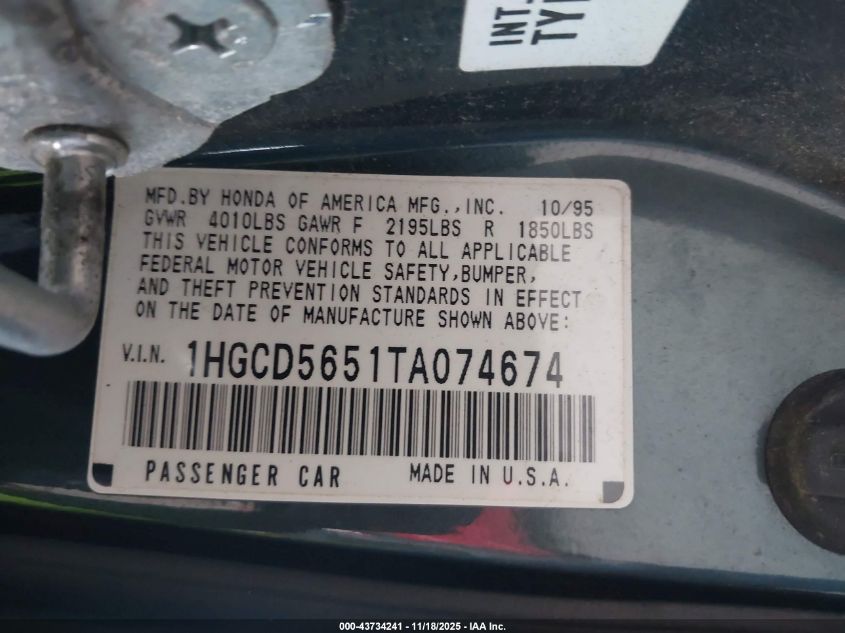 INT
TY
MFD.BY HONDA OF AMERICA MFG.,INC. 10/95
GVWR 4010LBS GAWR F 2195LBS R 1850LBS
THIS VEHICLE CONFORMS TO ALL APPLICABLE
FEDERAL MOTOR VEHICLE SAFETY,BUMPER,
AND THEFT PREVENTION STANDARDS IN EFFECT
ON THE DATE OF MANUFACTURE SHOWN ABOVE:
V.I.N. 1HGCD5651TA074674
PASSENGER CAR MADE IN U.S.A.
000-43734241 - 11/18/2025 - IAA Inc.